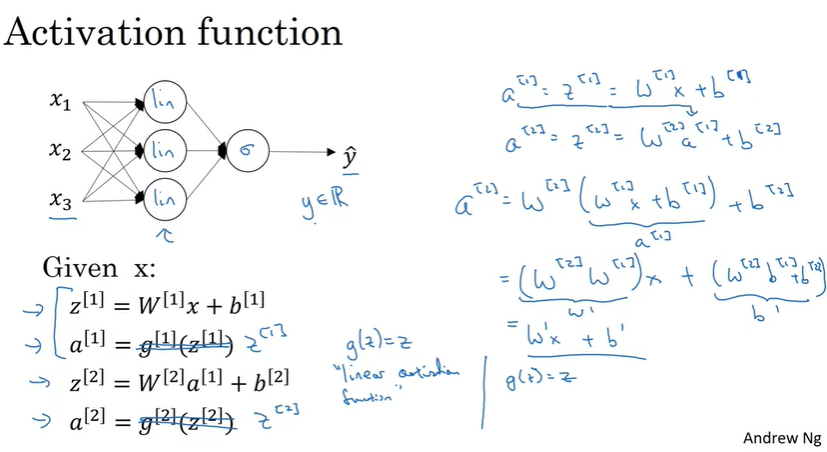 Activation function
x₁
x₂
x₃
lin
lin
lin
σ
ŷ
y ∈ ℝ
Given x:
→ z^[1] = W^[1]x + b^[1]
→ a^[1] = g^[1](z^[1]) z^[1]
→ z^[2] = W^[2]a^[1] + b^[2]
→ a^[2] = g^[2](z^[2]) z^[2]
g(z) = z
"linear activation
function"
a^[1] = z^[1] = W^[1]x + b^[1]
a^[2] = z^[2] = W^[2]a^[1] + b^[2]
a^[2] = W^[2](W^[1]x + b^[1]) + b^[2]
a^[1]
= (W^[2]W^[1])x + (W^[2]b^[1] + b^[2])
W' b'
= W'x + b'
g(z) = z
Andrew Ng